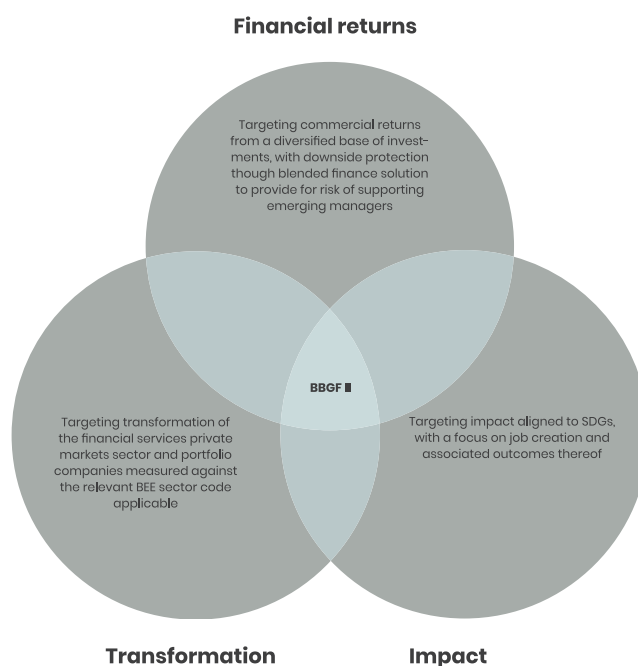 Financial returns
Targeting commercial returns
from a diversified base of invest-
ments, with downside protection
though blended finance solution
to provide for risk of supporting
emerging managers
BBGF II
Targeting transformation of
the financial services private
markets sector and portfolio
companies measured against
the relevant BEE sector code
applicable
Targeting impact aligned to SDGs,
with a focus on job creation and
associated outcomes thereof
Transformation
Impact